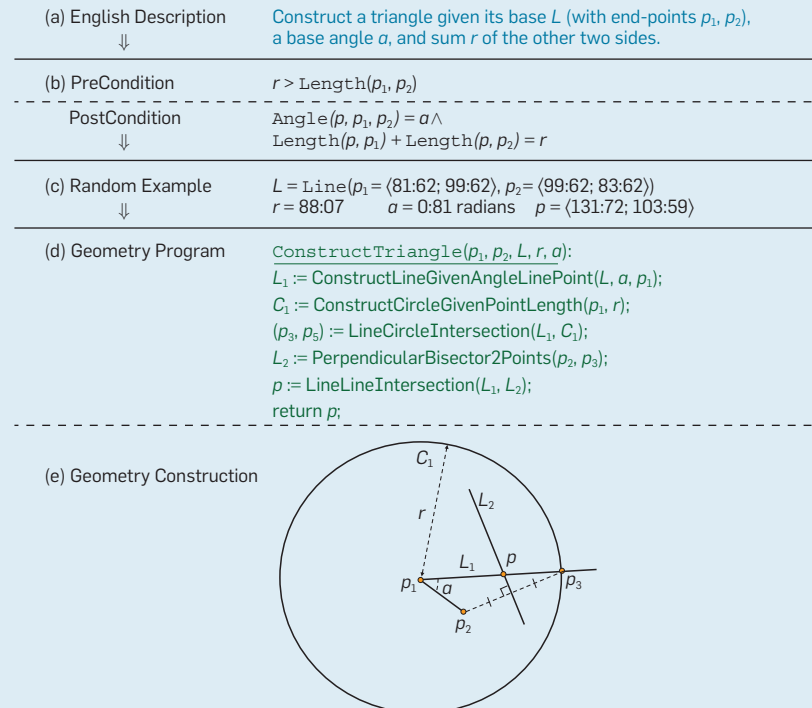 (a) English Description Construct a triangle given its base L (with end-points p₁, p₂),
⇓ a base angle a, and sum r of the other two sides.
(b) PreCondition r > Length(p₁, p₂)
PostCondition Angle(p, p₁, p₂) = a ∧
⇓ Length(p, p₁) + Length(p, p₂) = r
(c) Random Example L = Line(p₁ = ⟨81:62; 99:62⟩, p₂ = ⟨99:62; 83:62⟩)
⇓ r = 88:07 a = 0:81 radians p = ⟨131:72; 103:59⟩
(d) Geometry Program ConstructTriangle(p₁, p₂, L, r, a):
L₁ := ConstructLineGivenAngleLinePoint(L, a, p₁);
C₁ := ConstructCircleGivenPointLength(p₁, r);
(p₃, p₅) := LineCircleIntersection(L₁, C₁);
L₂ := PerpendicularBisector2Points(p₂, p₃);
p := LineLineIntersection(L₁, L₂);
return p;
(e) Geometry Construction
C₁
L₂
r
L₁
p
p₁
a
p₃
p₂